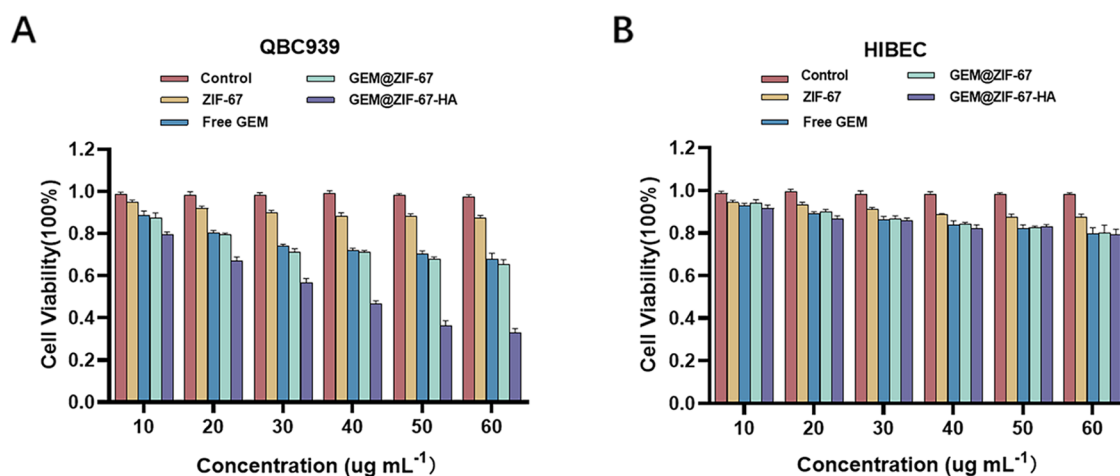 A
QBC939
Control
GEM@ZIF-67
ZIF-67
GEM@ZIF-67-HA
Free GEM
Cell Viability(100%)
1.2
1.0
0.8
0.6
0.4
0.2
0.0
10 20 30 40 50 60
Concentration (ug mL⁻¹)
B
HIBEC
Control
GEM@ZIF-67
ZIF-67
GEM@ZIF-67-HA
Free GEM
Cell Viability(100%)
1.2
1.0
0.8
0.6
0.4
0.2
0.0
10 20 30 40 50 60
Concentration (ug mL⁻¹)